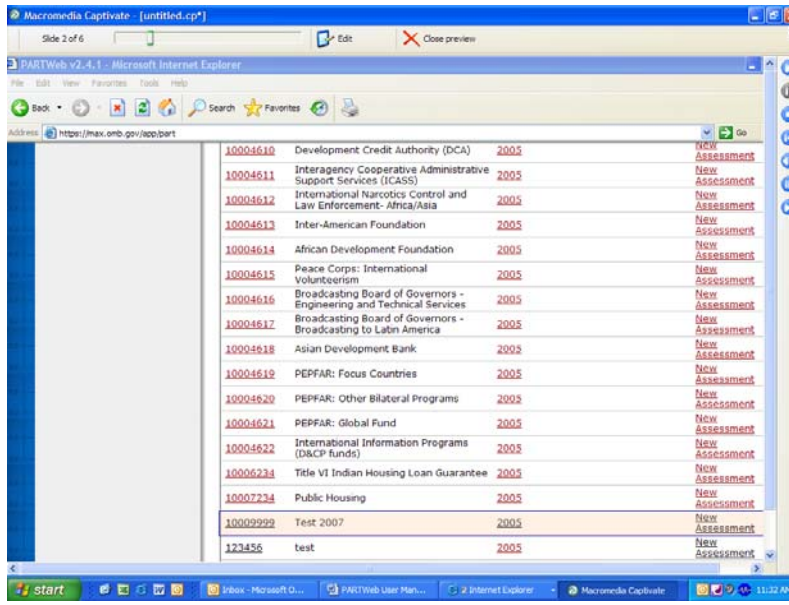 Macromedia Captivate - [untitled.cp*]
Slide 2 of 6 Edit Close preview
PARTWeb v2.4.1 - Microsoft Internet Explorer
File Edit View Favorites Tools Help
Back Search Favorites
Address https://max.omb.gov/app/part Go
10004610 Development Credit Authority (DCA) 2005 New Assessment
10004611 Interagency Cooperative Administrative Support Services (ICASS) 2005 New Assessment
10004612 International Narcotics Control and Law Enforcement- Africa/Asia 2005 New Assessment
10004613 Inter-American Foundation 2005 New Assessment
10004614 African Development Foundation 2005 New Assessment
10004615 Peace Corps: International Volunteerism 2005 New Assessment
10004616 Broadcasting Board of Governors - Engineering and Technical Services 2005 New Assessment
10004617 Broadcasting Board of Governors - Broadcasting to Latin America 2005 New Assessment
10004618 Asian Development Bank 2005 New Assessment
10004619 PEPFAR: Focus Countries 2005 New Assessment
10004620 PEPFAR: Other Bilateral Programs 2005 New Assessment
10004621 PEPFAR: Global Fund 2005 New Assessment
10004622 International Information Programs (D&CP funds) 2005 New Assessment
10006234 Title VI Indian Housing Loan Guarantee 2005 New Assessment
10007234 Public Housing 2005 New Assessment
10009999 Test 2007 2005 New Assessment
123456 test 2005 New Assessment
start Inbox - Microsoft O... PARTWeb User Man... 2 Internet Explorer Macromedia Captivate 11:32 AM